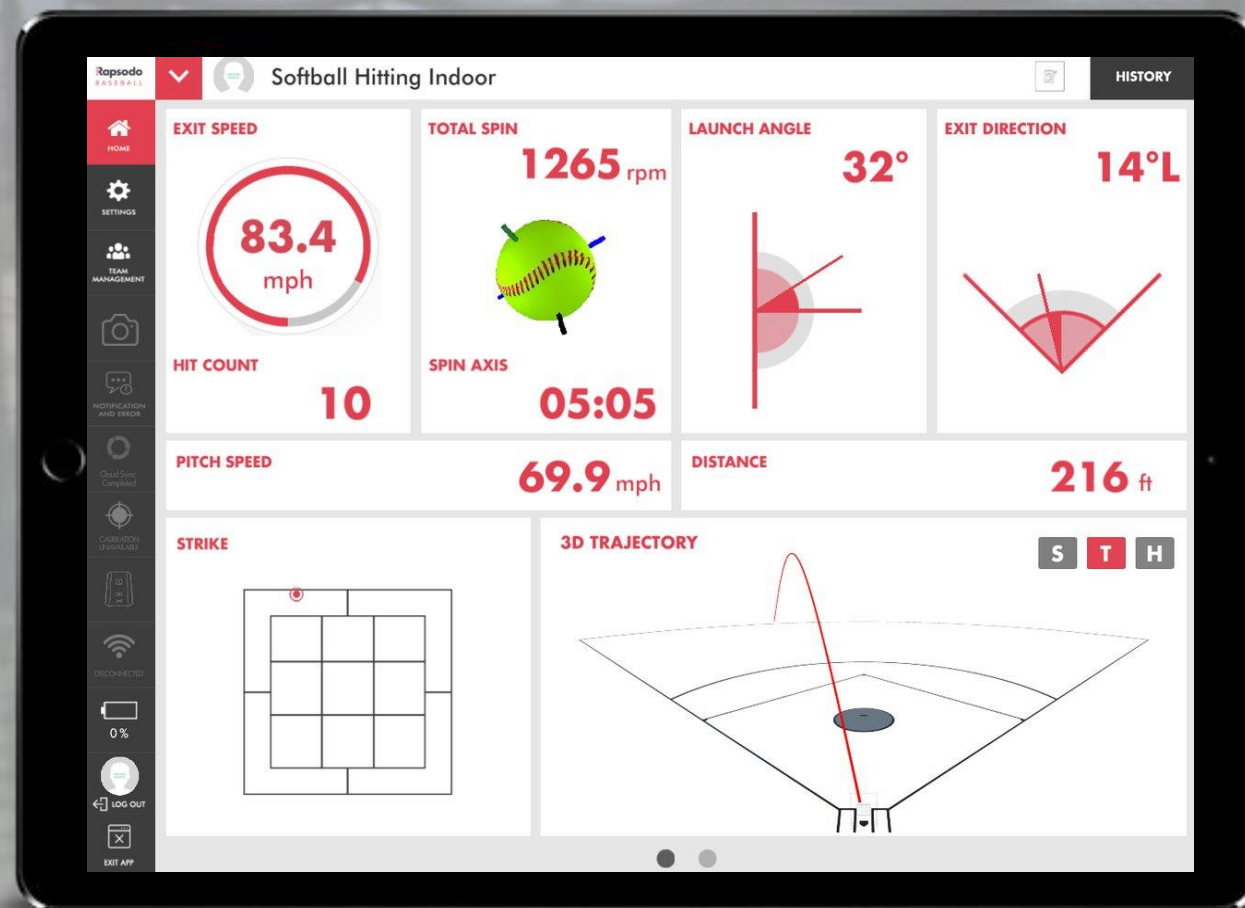 Rapsodo
BASEBALL
Softball Hitting Indoor
HISTORY
HOME
SETTINGS
TEAM
MANAGEMENT
NOTIFICATION
AND ERROR
Cloud Sync
Completed
CALIBRATION
UNAVAILABLE
DISCONNECTED
0 %
LOG OUT
EXIT APP
EXIT SPEED
83.4
mph
HIT COUNT
10
TOTAL SPIN
1265 rpm
SPIN AXIS
05:05
LAUNCH ANGLE
32°
EXIT DIRECTION
14°L
PITCH SPEED
69.9 mph
DISTANCE
216 ft
STRIKE
3D TRAJECTORY
S T H